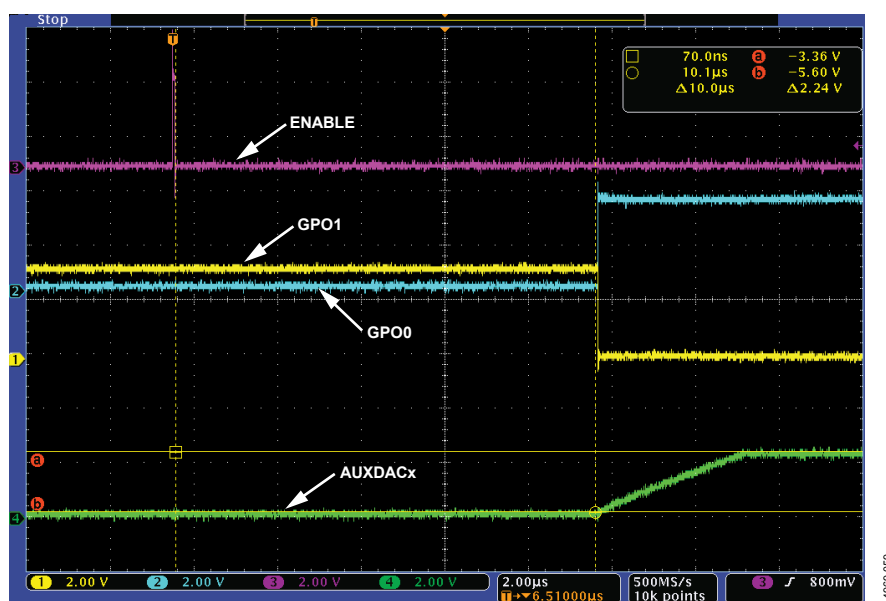 Stop
T
T
70.0ns a −3.36 V
10.1µs b −5.60 V
Δ10.0µs Δ2.24 V
ENABLE
3
GPO1
2
GPO0
1
a
AUXDACx
b
4
1 2.00 V 2 2.00 V 3 2.00 V 4 2.00 V
2.00µs
T→▼6.51000µs
500MS/s
10k points
3 ʃ 800mV